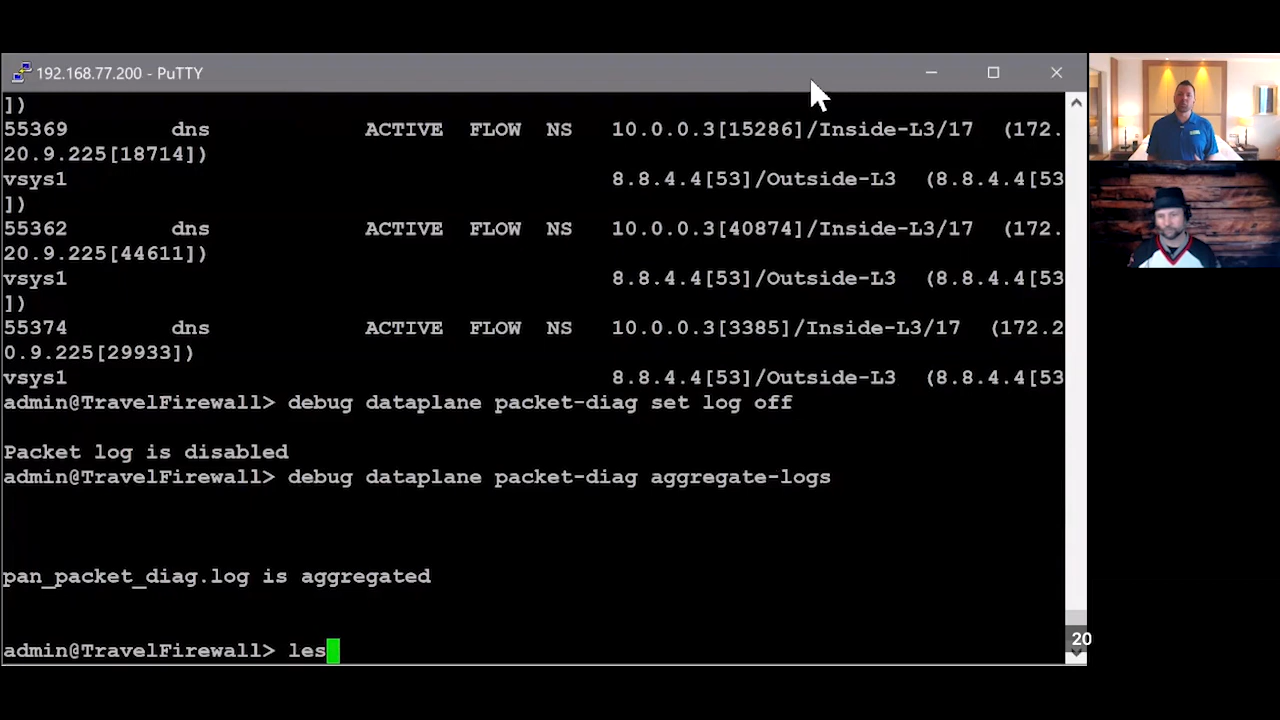 192.168.77.200 - PuTTY
])
55369 dns ACTIVE FLOW NS 10.0.0.3[15286]/Inside-L3/17 (172.
20.9.225[18714])
vsys1 8.8.4.4[53]/Outside-L3 (8.8.4.4[53
])
55362 dns ACTIVE FLOW NS 10.0.0.3[40874]/Inside-L3/17 (172.
20.9.225[44611])
vsys1 8.8.4.4[53]/Outside-L3 (8.8.4.4[53
])
55374 dns ACTIVE FLOW NS 10.0.0.3[3385]/Inside-L3/17 (172.2
0.9.225[29933])
vsys1 8.8.4.4[53]/Outside-L3 (8.8.4.4[53
admin@TravelFirewall> debug dataplane packet-diag set log off
Packet log is disabled
admin@TravelFirewall> debug dataplane packet-diag aggregate-logs
pan_packet_diag.log is aggregated
admin@TravelFirewall> les
20